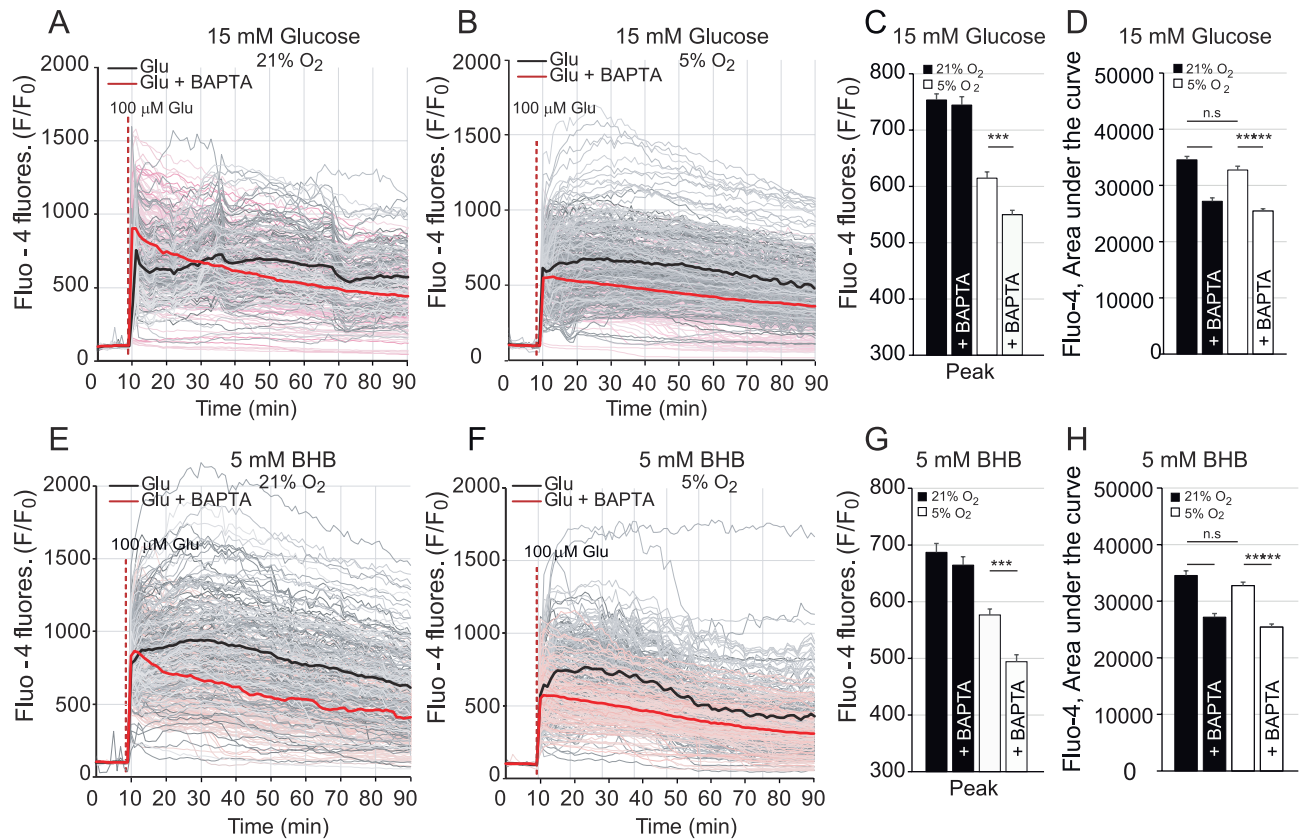 A
15 mM Glucose
21% O2
Glu
Glu + BAPTA
100 μM Glu
Fluo - 4 fluores. (F/F0)
2000
1500
1000
500
0
0 10 20 30 40 50 60 70 80 90
Time (min)
B
15 mM Glucose
5% O2
Glu
Glu + BAPTA
100 μM Glu
Fluo - 4 fluores. (F/F0)
2000
1500
1000
500
0
0 10 20 30 40 50 60 70 80 90
Time (min)
C
15 mM Glucose
21% O2
5% O2
Fluo -4 fluores. (F/F0)
800
700
600
500
400
300
***
+ BAPTA
+ BAPTA
Peak
D
15 mM Glucose
21% O2
5% O2
Fluo-4, Area under the curve
50000
40000
30000
20000
10000
0
n.s
******
+ BAPTA
+ BAPTA
E
5 mM BHB
21% O2
Glu
Glu + BAPTA
100 μM Glu
Fluo - 4 fluores. (F/F0)
2000
1500
1000
500
0
0 10 20 30 40 50 60 70 80 90
Time (min)
F
5 mM BHB
5% O2
Glu
Glu + BAPTA
100 μM Glu
Fluo - 4 fluores. (F/F0)
2000
1500
1000
500
0
0 10 20 30 40 50 60 70 80 90
Time (min)
G
5 mM BHB
21% O2
5% O2
Fluo -4 fluores. (F/F0)
800
700
600
500
400
300
***
+ BAPTA
+ BAPTA
Peak
H
5 mM BHB
21% O2
5% O2
Fluo-4, Area under the curve
50000
40000
30000
20000
10000
0
n.s
******
+ BAPTA
+ BAPTA